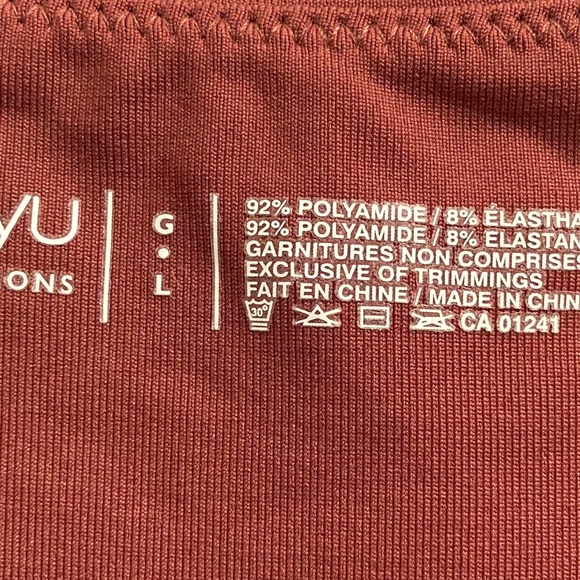 YU
IONS
G
•
L
92% POLYAMIDE / 8% ÉLASTHA
92% POLYAMIDE / 8% ELASTAN
GARNITURES NON COMPRISES
EXCLUSIVE OF TRIMMINGS
FAIT EN CHINE / MADE IN CHIN
30° CA 01241